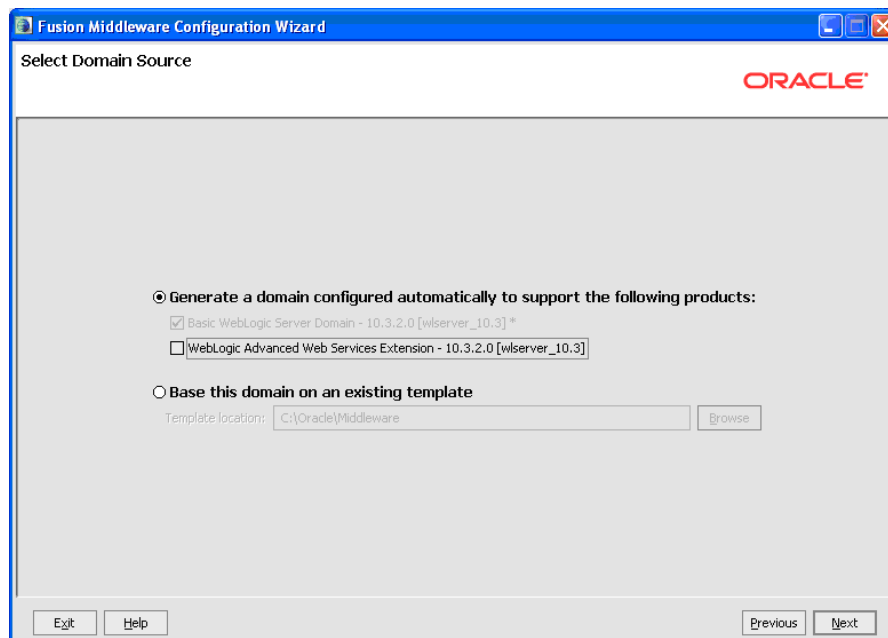 Fusion Middleware Configuration Wizard
Select Domain Source
ORACLE
Generate a domain configured automatically to support the following products:
Basic WebLogic Server Domain - 10.3.2.0 [wlserver_10.3] *
WebLogic Advanced Web Services Extension - 10.3.2.0 [wlserver_10.3]
Base this domain on an existing template
Template location: C:\Oracle\Middleware Browse
Exit Help Previous Next